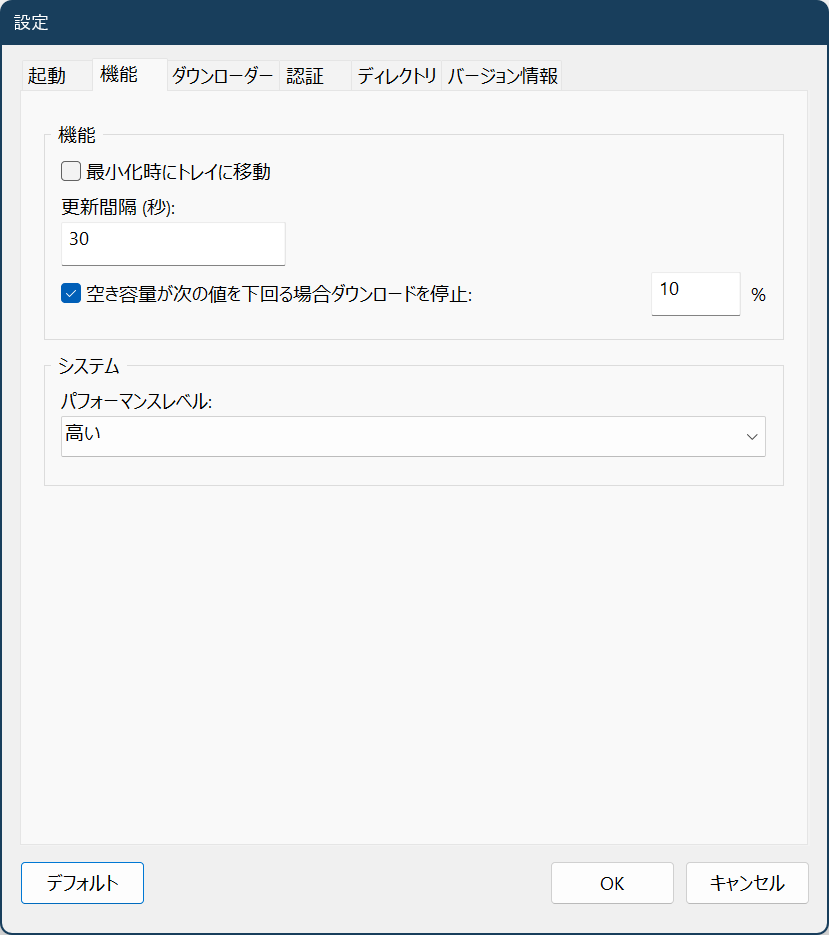 設定
起動 機能 ダウンローダー 認証 ディレクトリ バージョン情報
機能
最小化時にトレイに移動
更新間隔 (秒):
30
空き容量が次の値を下回る場合ダウンロードを停止: 10 %
システム
パフォーマンスレベル:
高い
デフォルト OK キャンセル